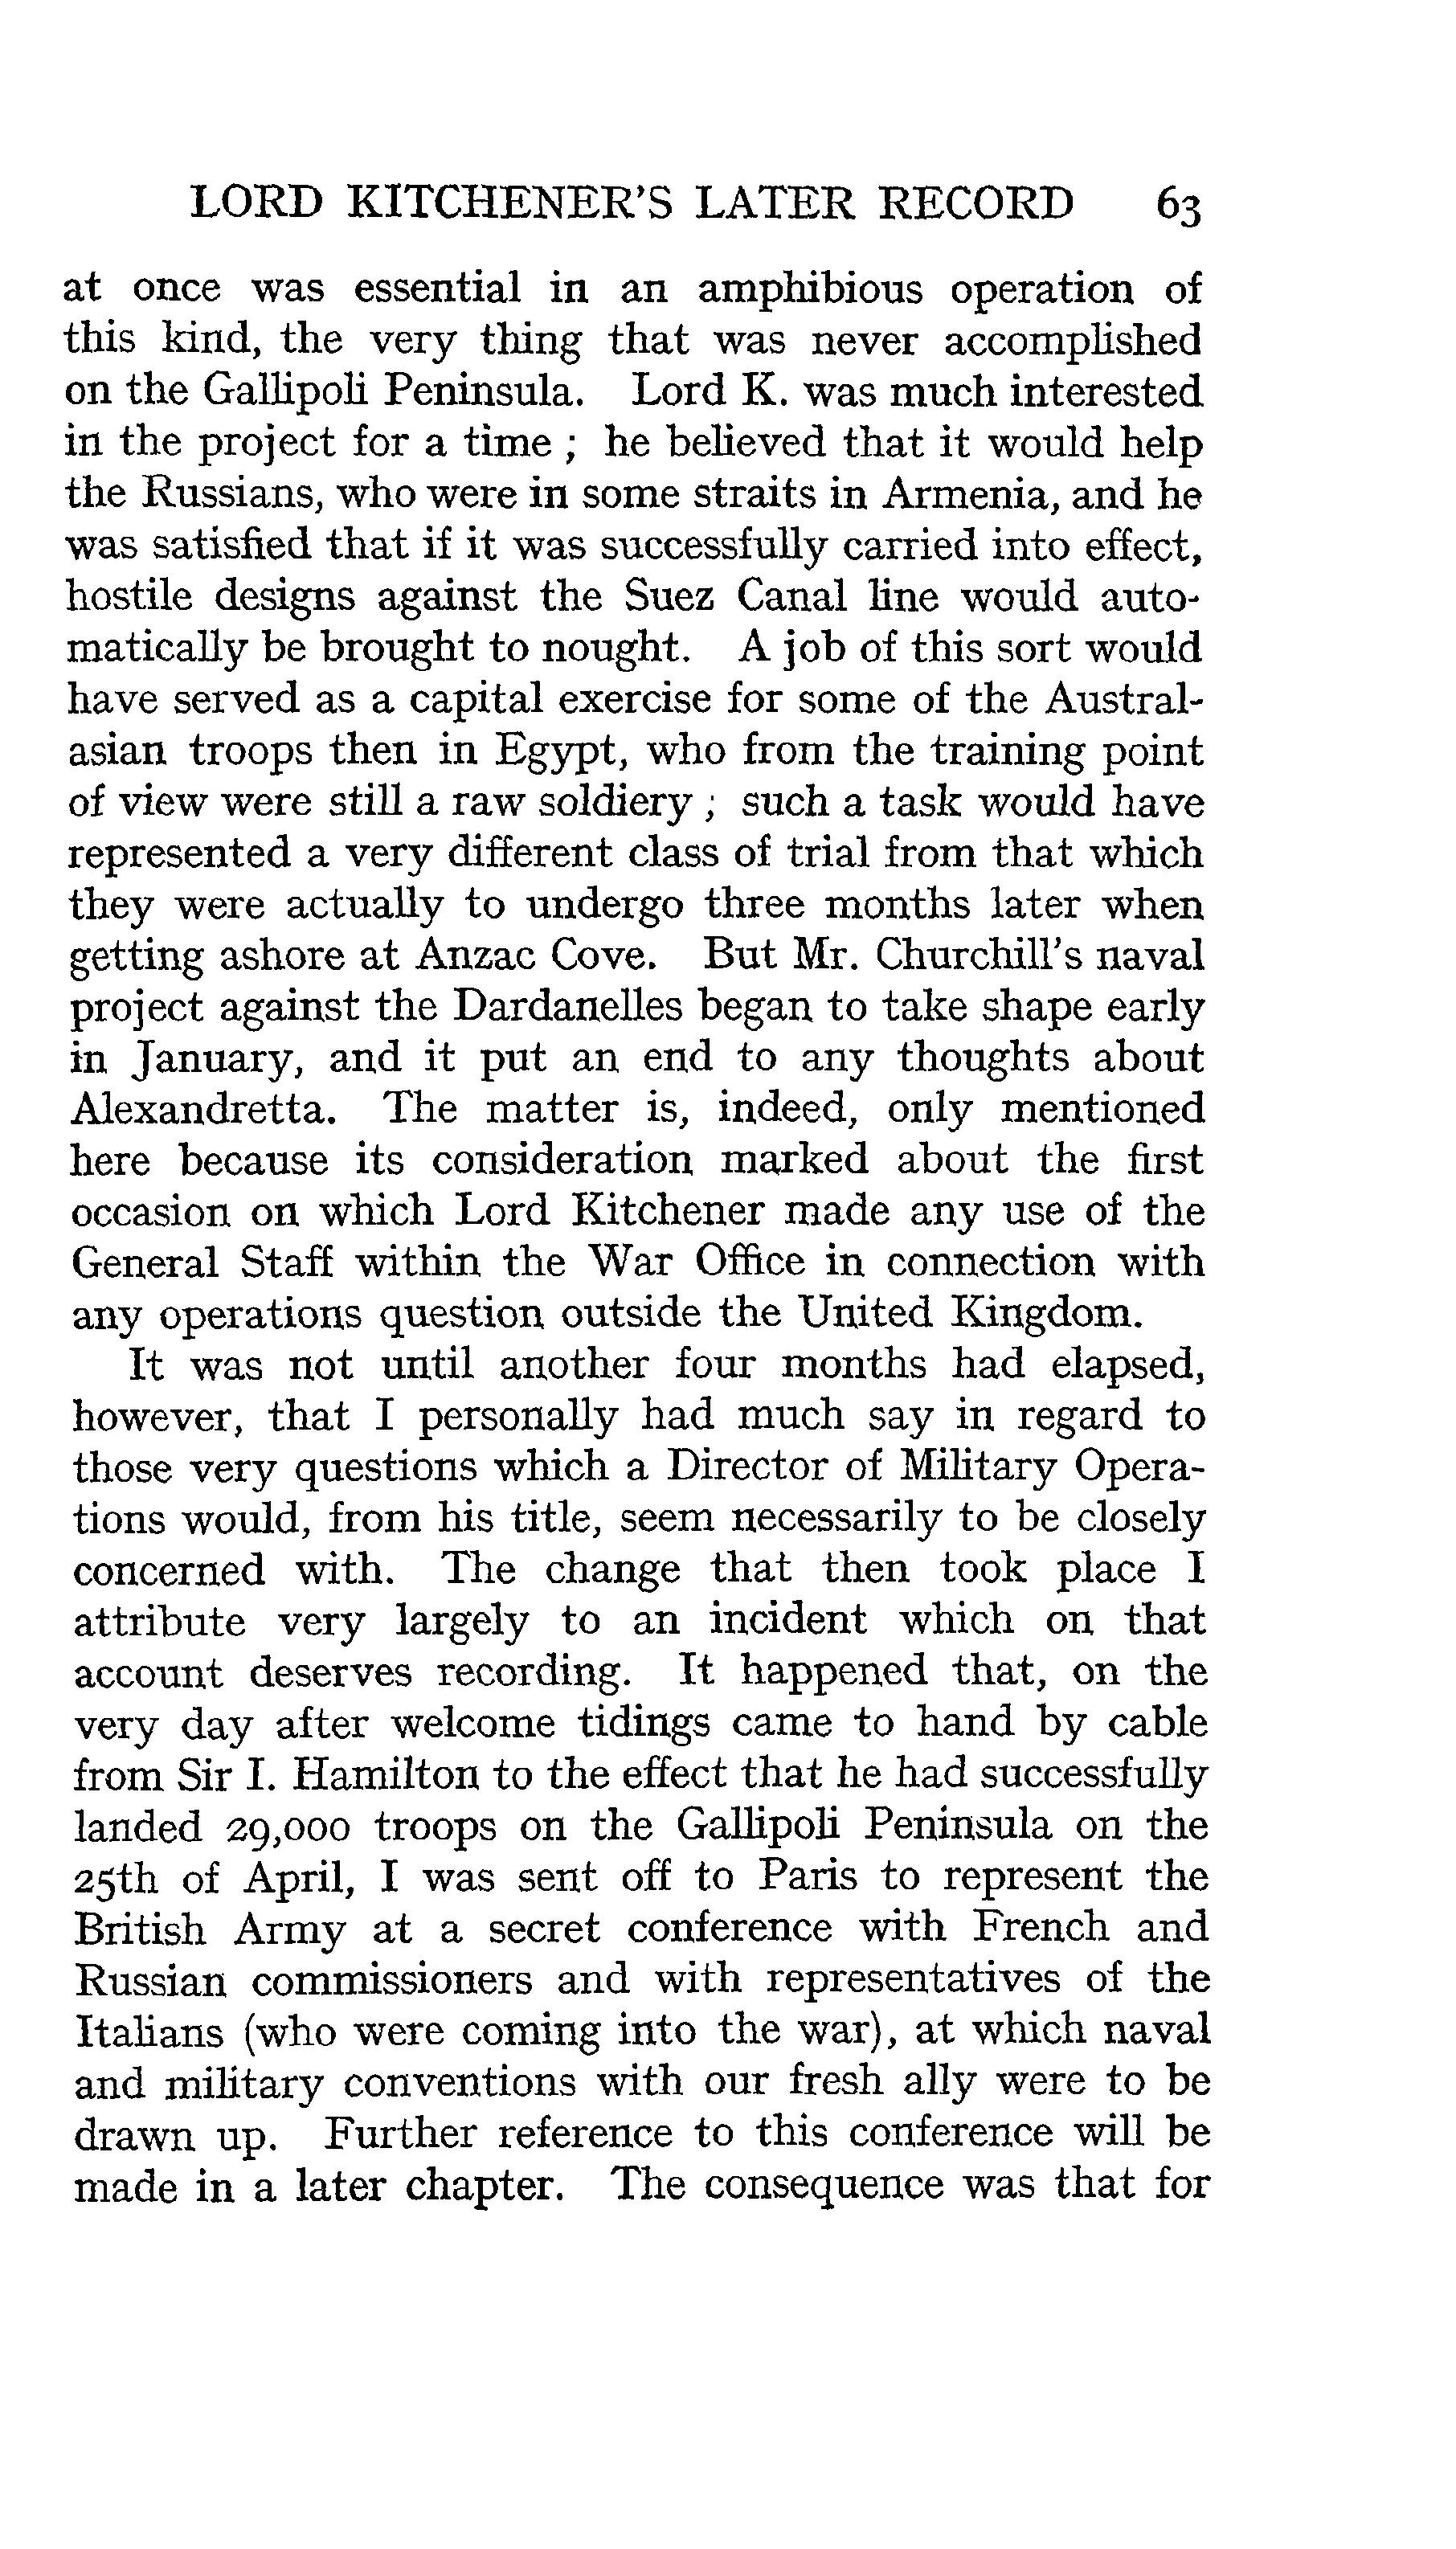 LORD KITCHENER'S LATER RECORD 63
at once was essential in an amphibious operation of
this kind, the very thing that was never accomplished
on the Gallipoli Peninsula. Lord K. was much interested
in the project for a time ; he believed that it would help
the Russians, who were in some straits in Armenia, and he
was satisfied that if it was successfully carried into effect,
hostile designs against the Suez Canal line would auto-
matically be brought to nought. A job of this sort would
have served as a capital exercise for some of the Austral-
asian troops then in Egypt, who from the training point
of view were still a raw soldiery ; such a task would have
represented a very different class of trial from that which
they were actually to undergo three months later when
getting ashore at Anzac Cove. But Mr. Churchill's naval
project against the Dardanelles began to take shape early
in January, and it put an end to any thoughts about
Alexandretta. The matter is, indeed, only mentioned
here because its consideration marked about the first
occasion on which Lord Kitchener made any use of the
General Staff within the War Office in connection with
any operations question outside the United Kingdom.
It was not until another four months had elapsed,
however, that I personally had much say in regard to
those very questions which a Director of Military Opera-
tions would, from his title, seem necessarily to be closely
concerned with. The change that then took place I
attribute very largely to an incident which on that
account deserves recording. It happened that, on the
very day after welcome tidings came to hand by cable
from Sir I. Hamilton to the effect that he had successfully
landed 29,000 troops on the Gallipoli Peninsula on the
25th of April, I was sent off to Paris to represent the
British Army at a secret conference with French and
Russian commissioners and with representatives of the
Italians (who were coming into the war), at which naval
and military conventions with our fresh ally were to be
drawn up. Further reference to this conference will be
made in a later chapter. The consequence was that for